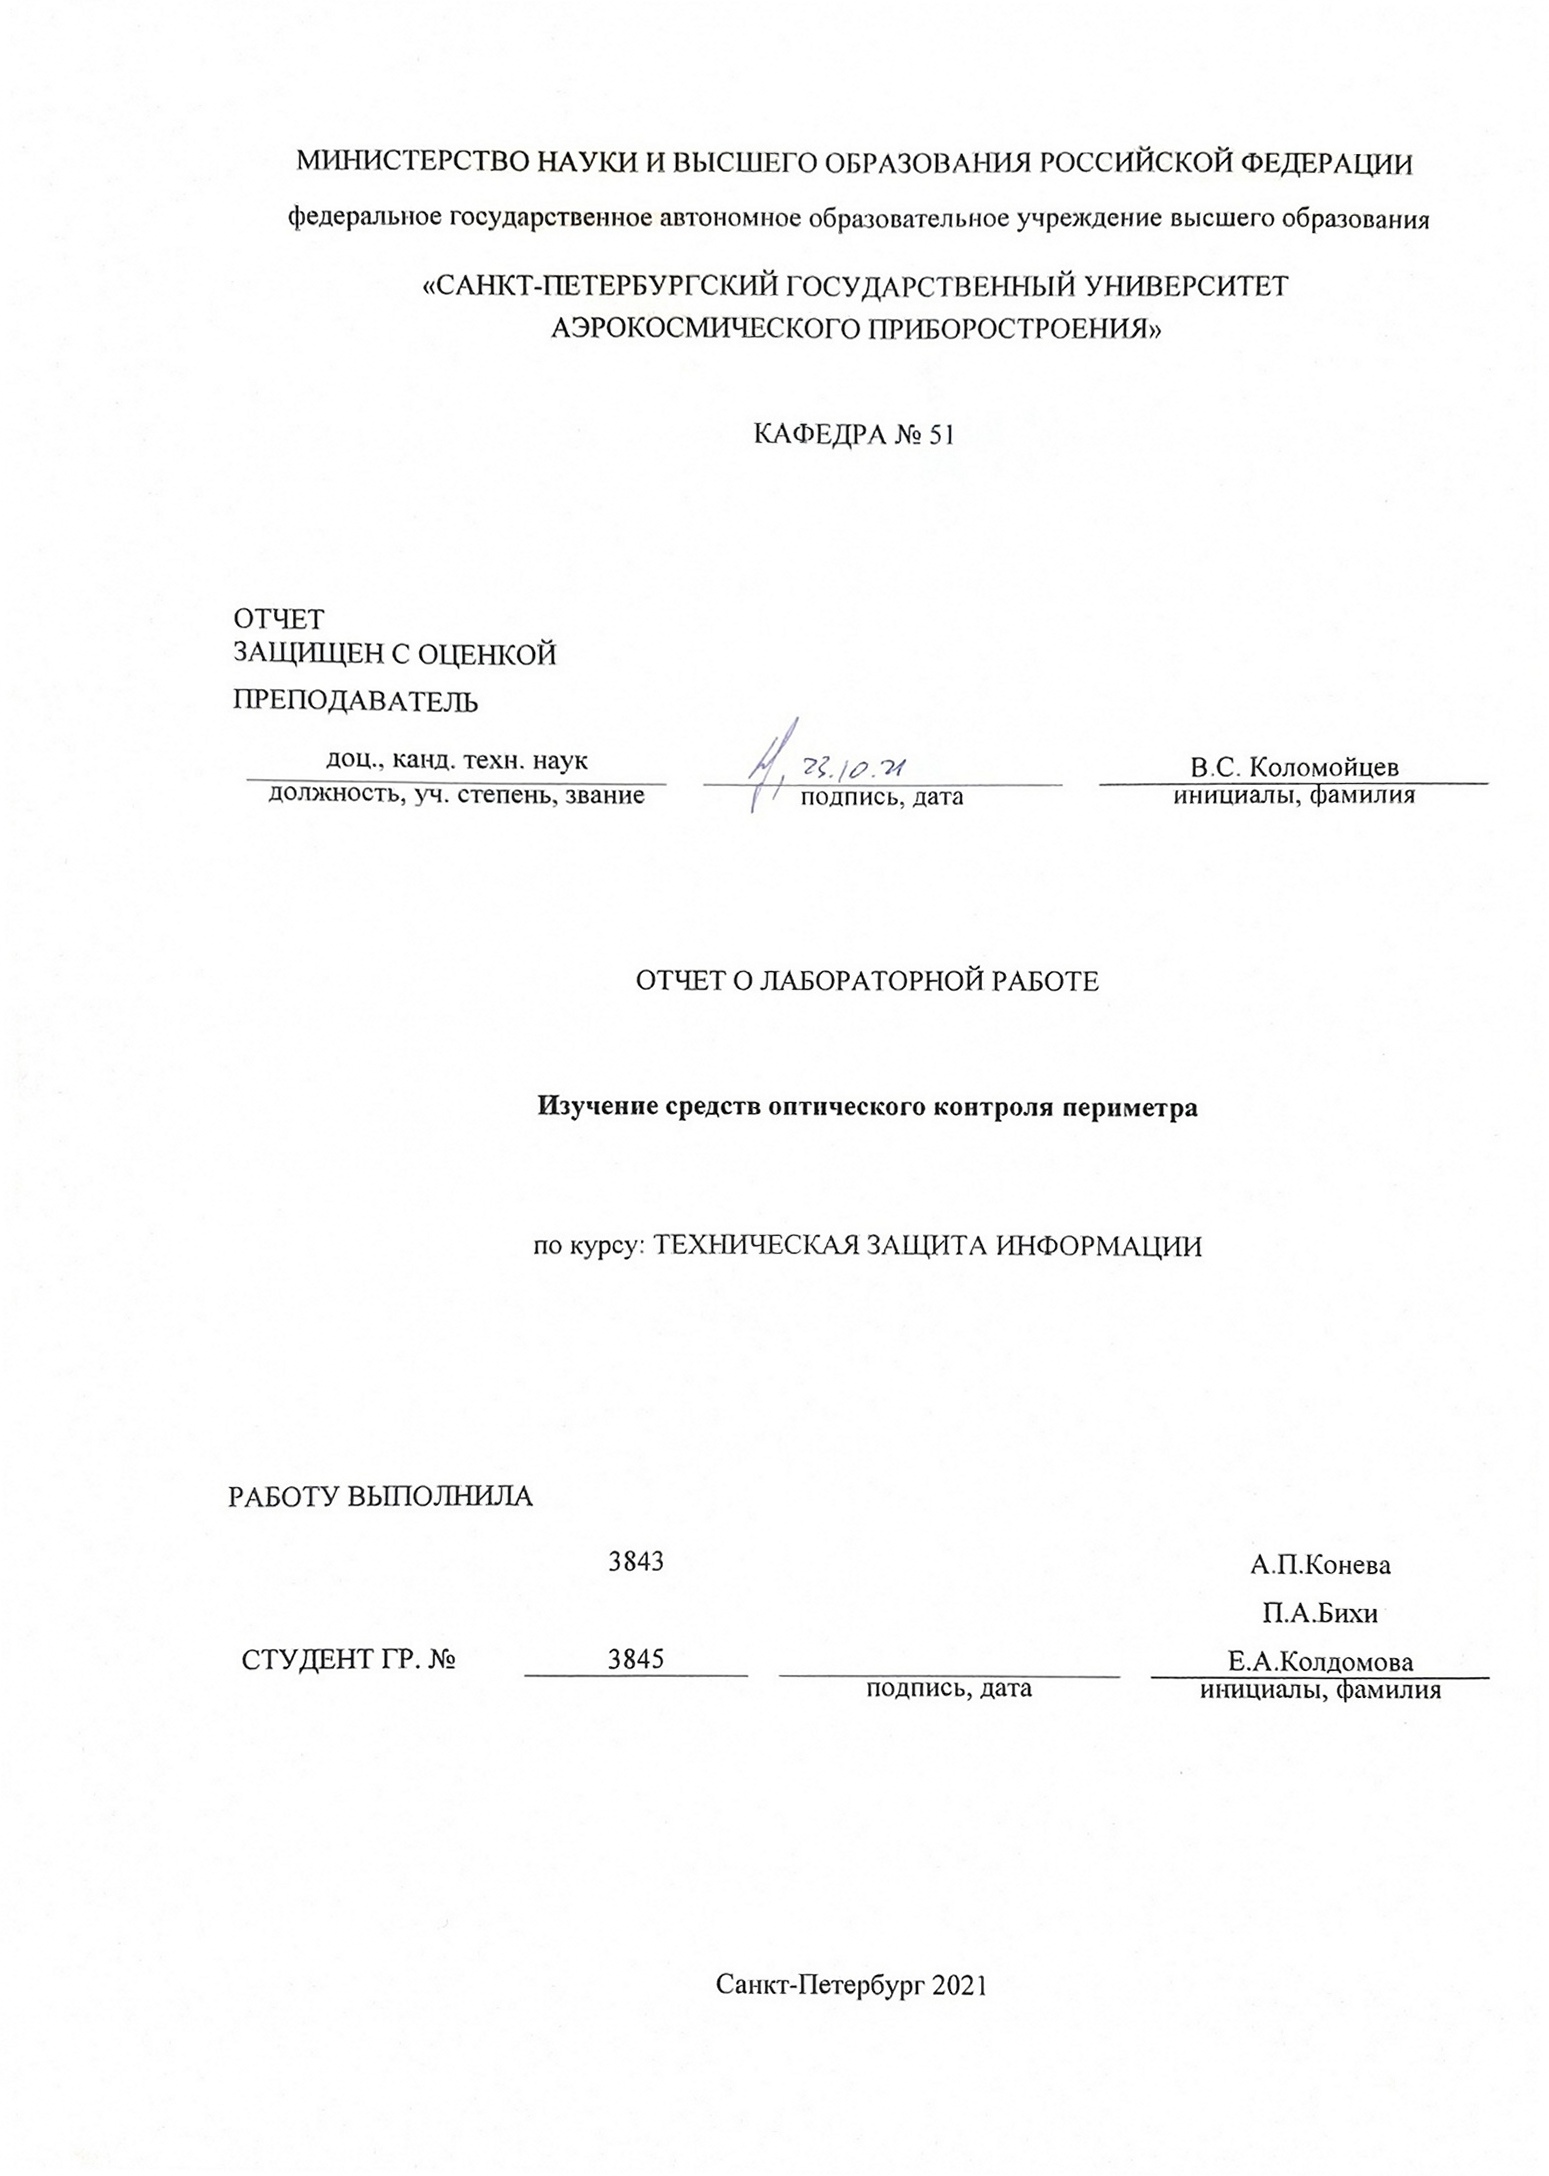 МИНИСТЕРСТВО НАУКИ И ВЫСШЕГО ОБРАЗОВАНИЯ РОССИЙСКОЙ ФЕДЕРАЦИИ
федеральное государственное автономное образовательное учреждение высшего образования
«САНКТ-ПЕТЕРБУРГСКИЙ ГОСУДАРСТВЕННЫЙ УНИВЕРСИТЕТ
АЭРОКОСМИЧЕСКОГО ПРИБОРОСТРОЕНИЯ»
КАФЕДРА № 51
ОТЧЕТ
ЗАЩИЩЕН С ОЦЕНКОЙ
ПРЕПОДАВАТЕЛЬ
доц., канд. техн. наук 23.10.21 В.С. Коломойцев
должность, уч. степень, звание подпись, дата инициалы, фамилия
ОТЧЕТ О ЛАБОРАТОРНОЙ РАБОТЕ
Изучение средств оптического контроля периметра
по курсу: ТЕХНИЧЕСКАЯ ЗАЩИТА ИНФОРМАЦИИ
РАБОТУ ВЫПОЛНИЛА
3843 А.П.Конева
П.А.Бихи
СТУДЕНТ ГР. № 3845 Е.А.Колдомова
подпись, дата инициалы, фамилия
Санкт-Петербург 2021